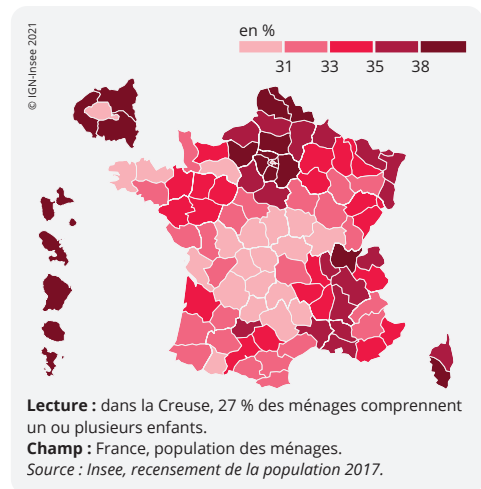 © IGN-Insee 2021
en %
31 33 35 38
Lecture : dans la Creuse, 27 % des ménages comprennent
un ou plusieurs enfants.
Champ : France, population des ménages.
Source : Insee, recensement de la population 2017.